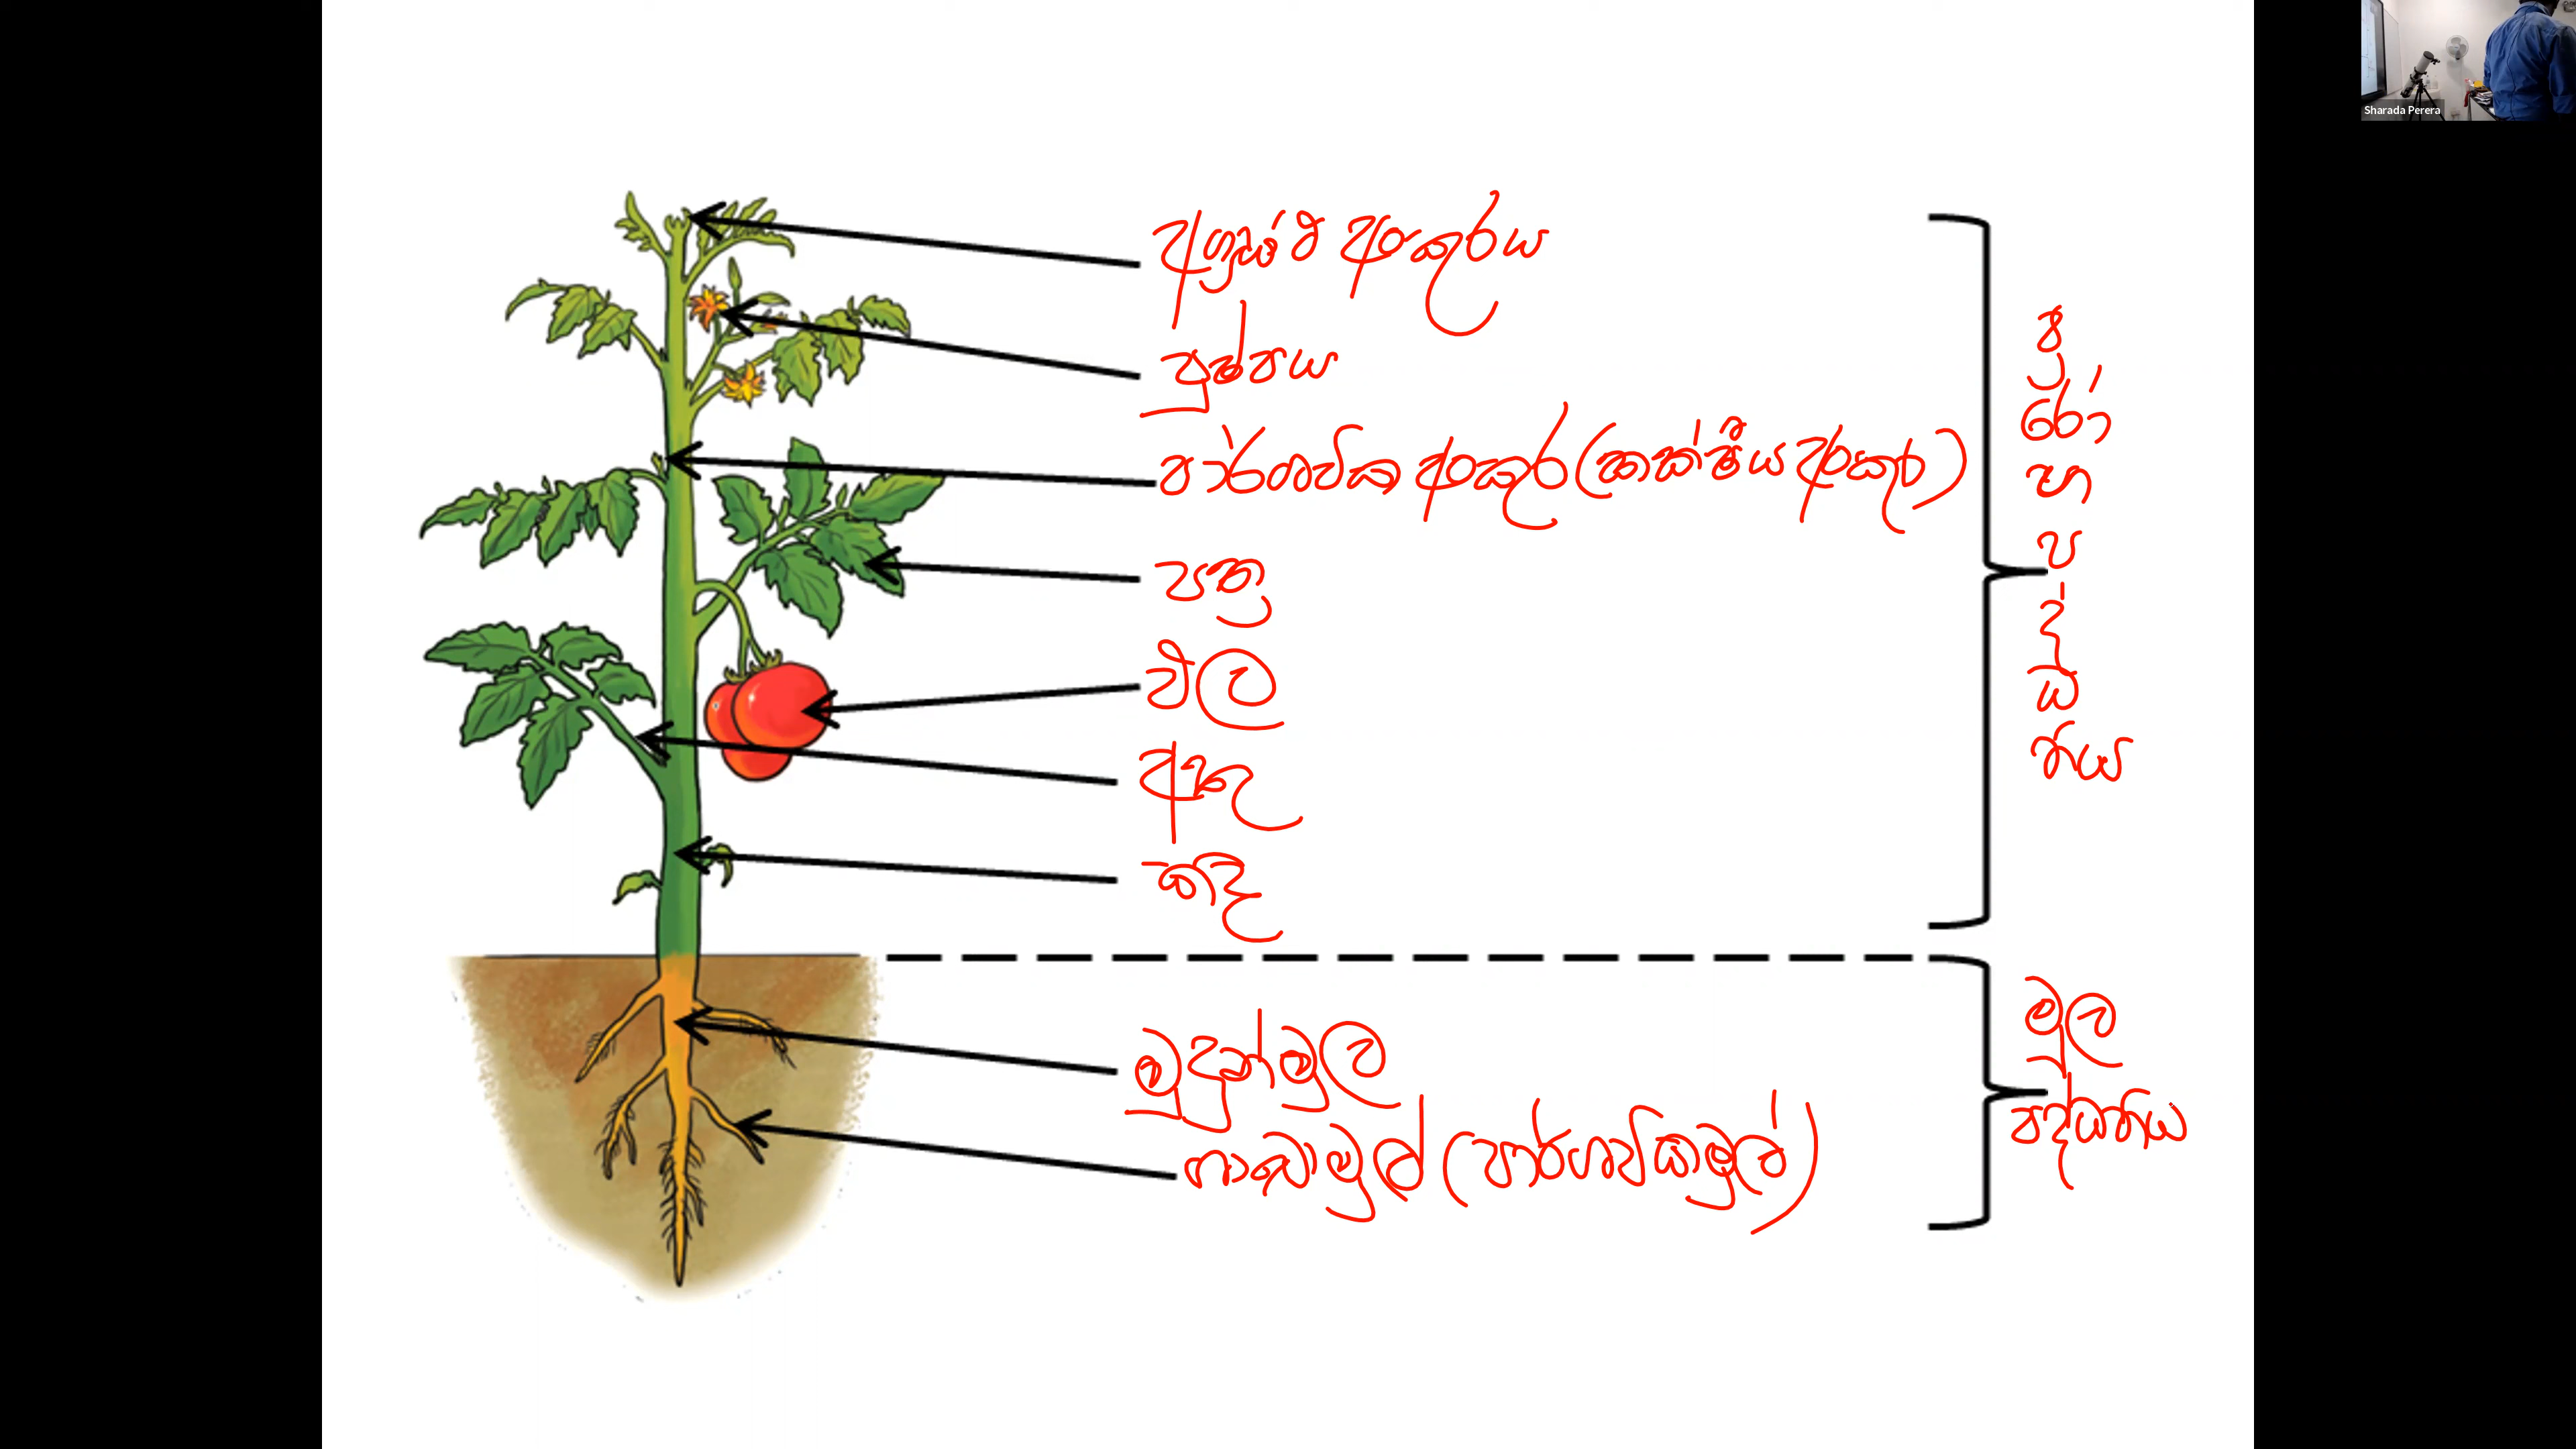 Sharada Perera
අග්‍රස්ථ අංකුරය
පුෂ්පය
පාර්ශ්වික අංකුර (කක්ෂීය අංකුර)
පත්‍ර
ඵල
අතු
කඳ
ප්‍රරෝහ පද්ධතිය
මුදුන් මුල
ශාඛා මුල් (පාර්ශ්වික මුල්)
මූල
පද්ධතිය